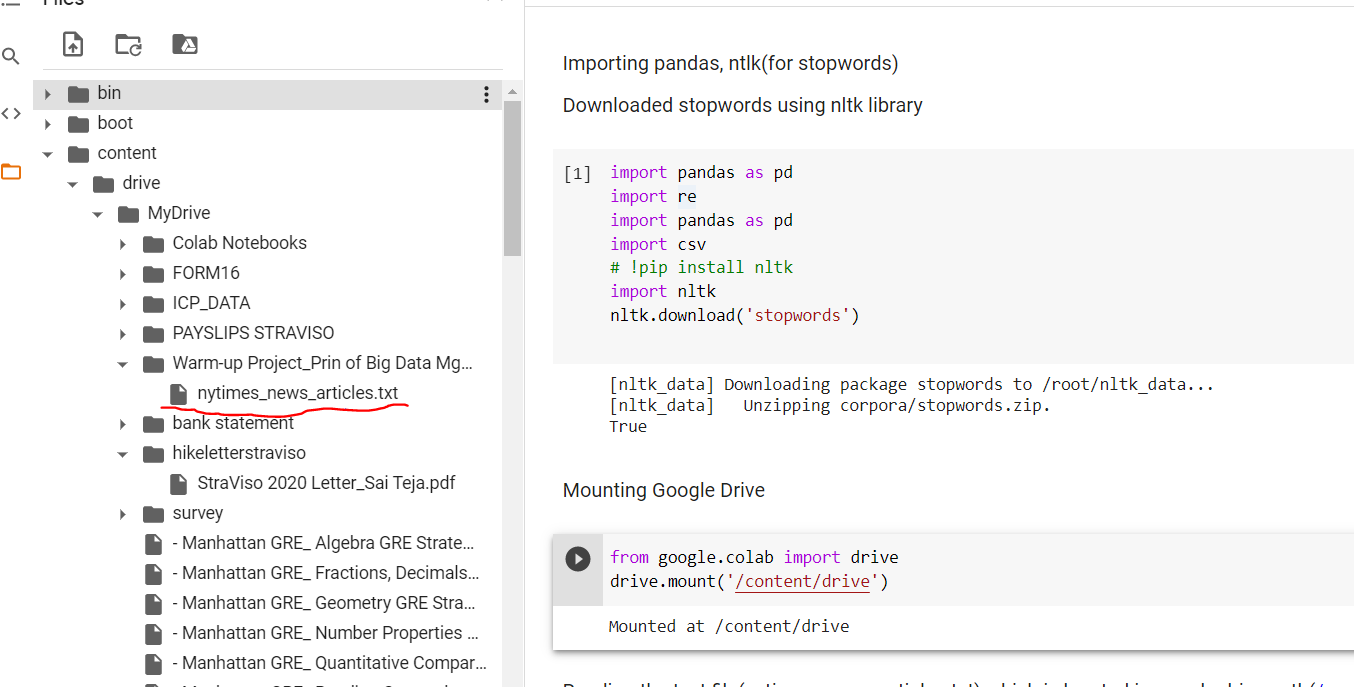 Files
bin
boot
content
drive
MyDrive
Colab Notebooks
FORM16
ICP_DATA
PAYSLIPS STRAVISO
Warm-up Project_Prin of Big Data Mg...
nytimes_news_articles.txt
bank statement
hikeletterstraviso
StraViso 2020 Letter_Sai Teja.pdf
survey
- Manhattan GRE_ Algebra GRE Strate...
- Manhattan GRE_ Fractions, Decimals...
- Manhattan GRE_ Geometry GRE Stra...
- Manhattan GRE_ Number Properties ...
- Manhattan GRE_ Quantitative Compar...
Importing pandas, ntlk(for stopwords)
Downloaded stopwords using nltk library
[1] import pandas as pd
import re
import pandas as pd
import csv
# !pip install nltk
import nltk
nltk.download('stopwords')
[nltk_data] Downloading package stopwords to /root/nltk_data...
[nltk_data]   Unzipping corpora/stopwords.zip.
True
Mounting Google Drive
from google.colab import drive
drive.mount('/content/drive')
Mounted at /content/drive